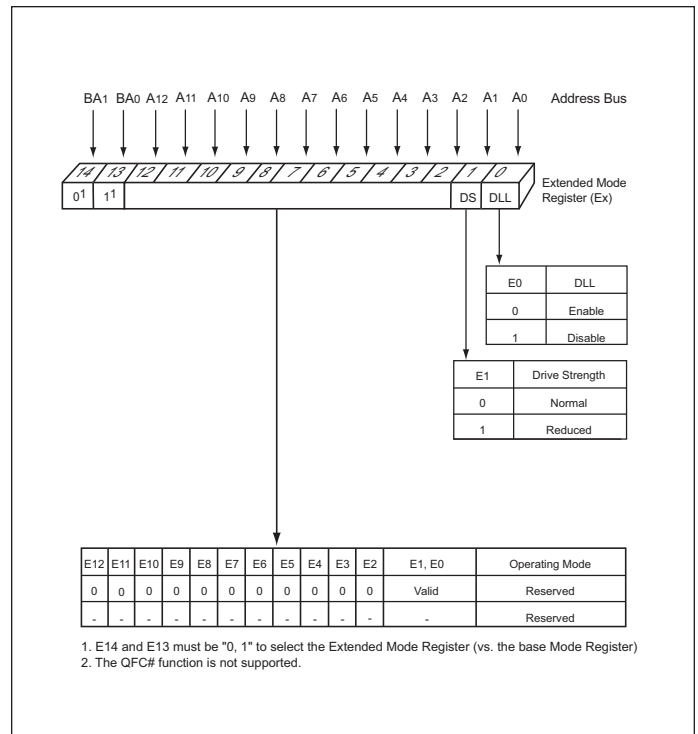 BA1 BA0 A12 A11 A10 A9 A8 A7 A6 A5 A4 A3 A2 A1 A0 Address Bus
14 13 12 11 10 9 8 7 6 5 4 3 2 1 0
0¹ 1¹ DS DLL
Extended Mode
Register (Ex)
E0 DLL
0 Enable
1 Disable
E1 Drive Strength
0 Normal
1 Reduced
E12 E11 E10 E9 E8 E7 E6 E5 E4 E3 E2 E1, E0 Operating Mode
0 0 0 0 0 0 0 0 0 0 0 Valid Reserved
- - - - - - - - - - - - Reserved
1. E14 and E13 must be "0, 1" to select the Extended Mode Register (vs. the base Mode Register)
2. The QFC# function is not supported.